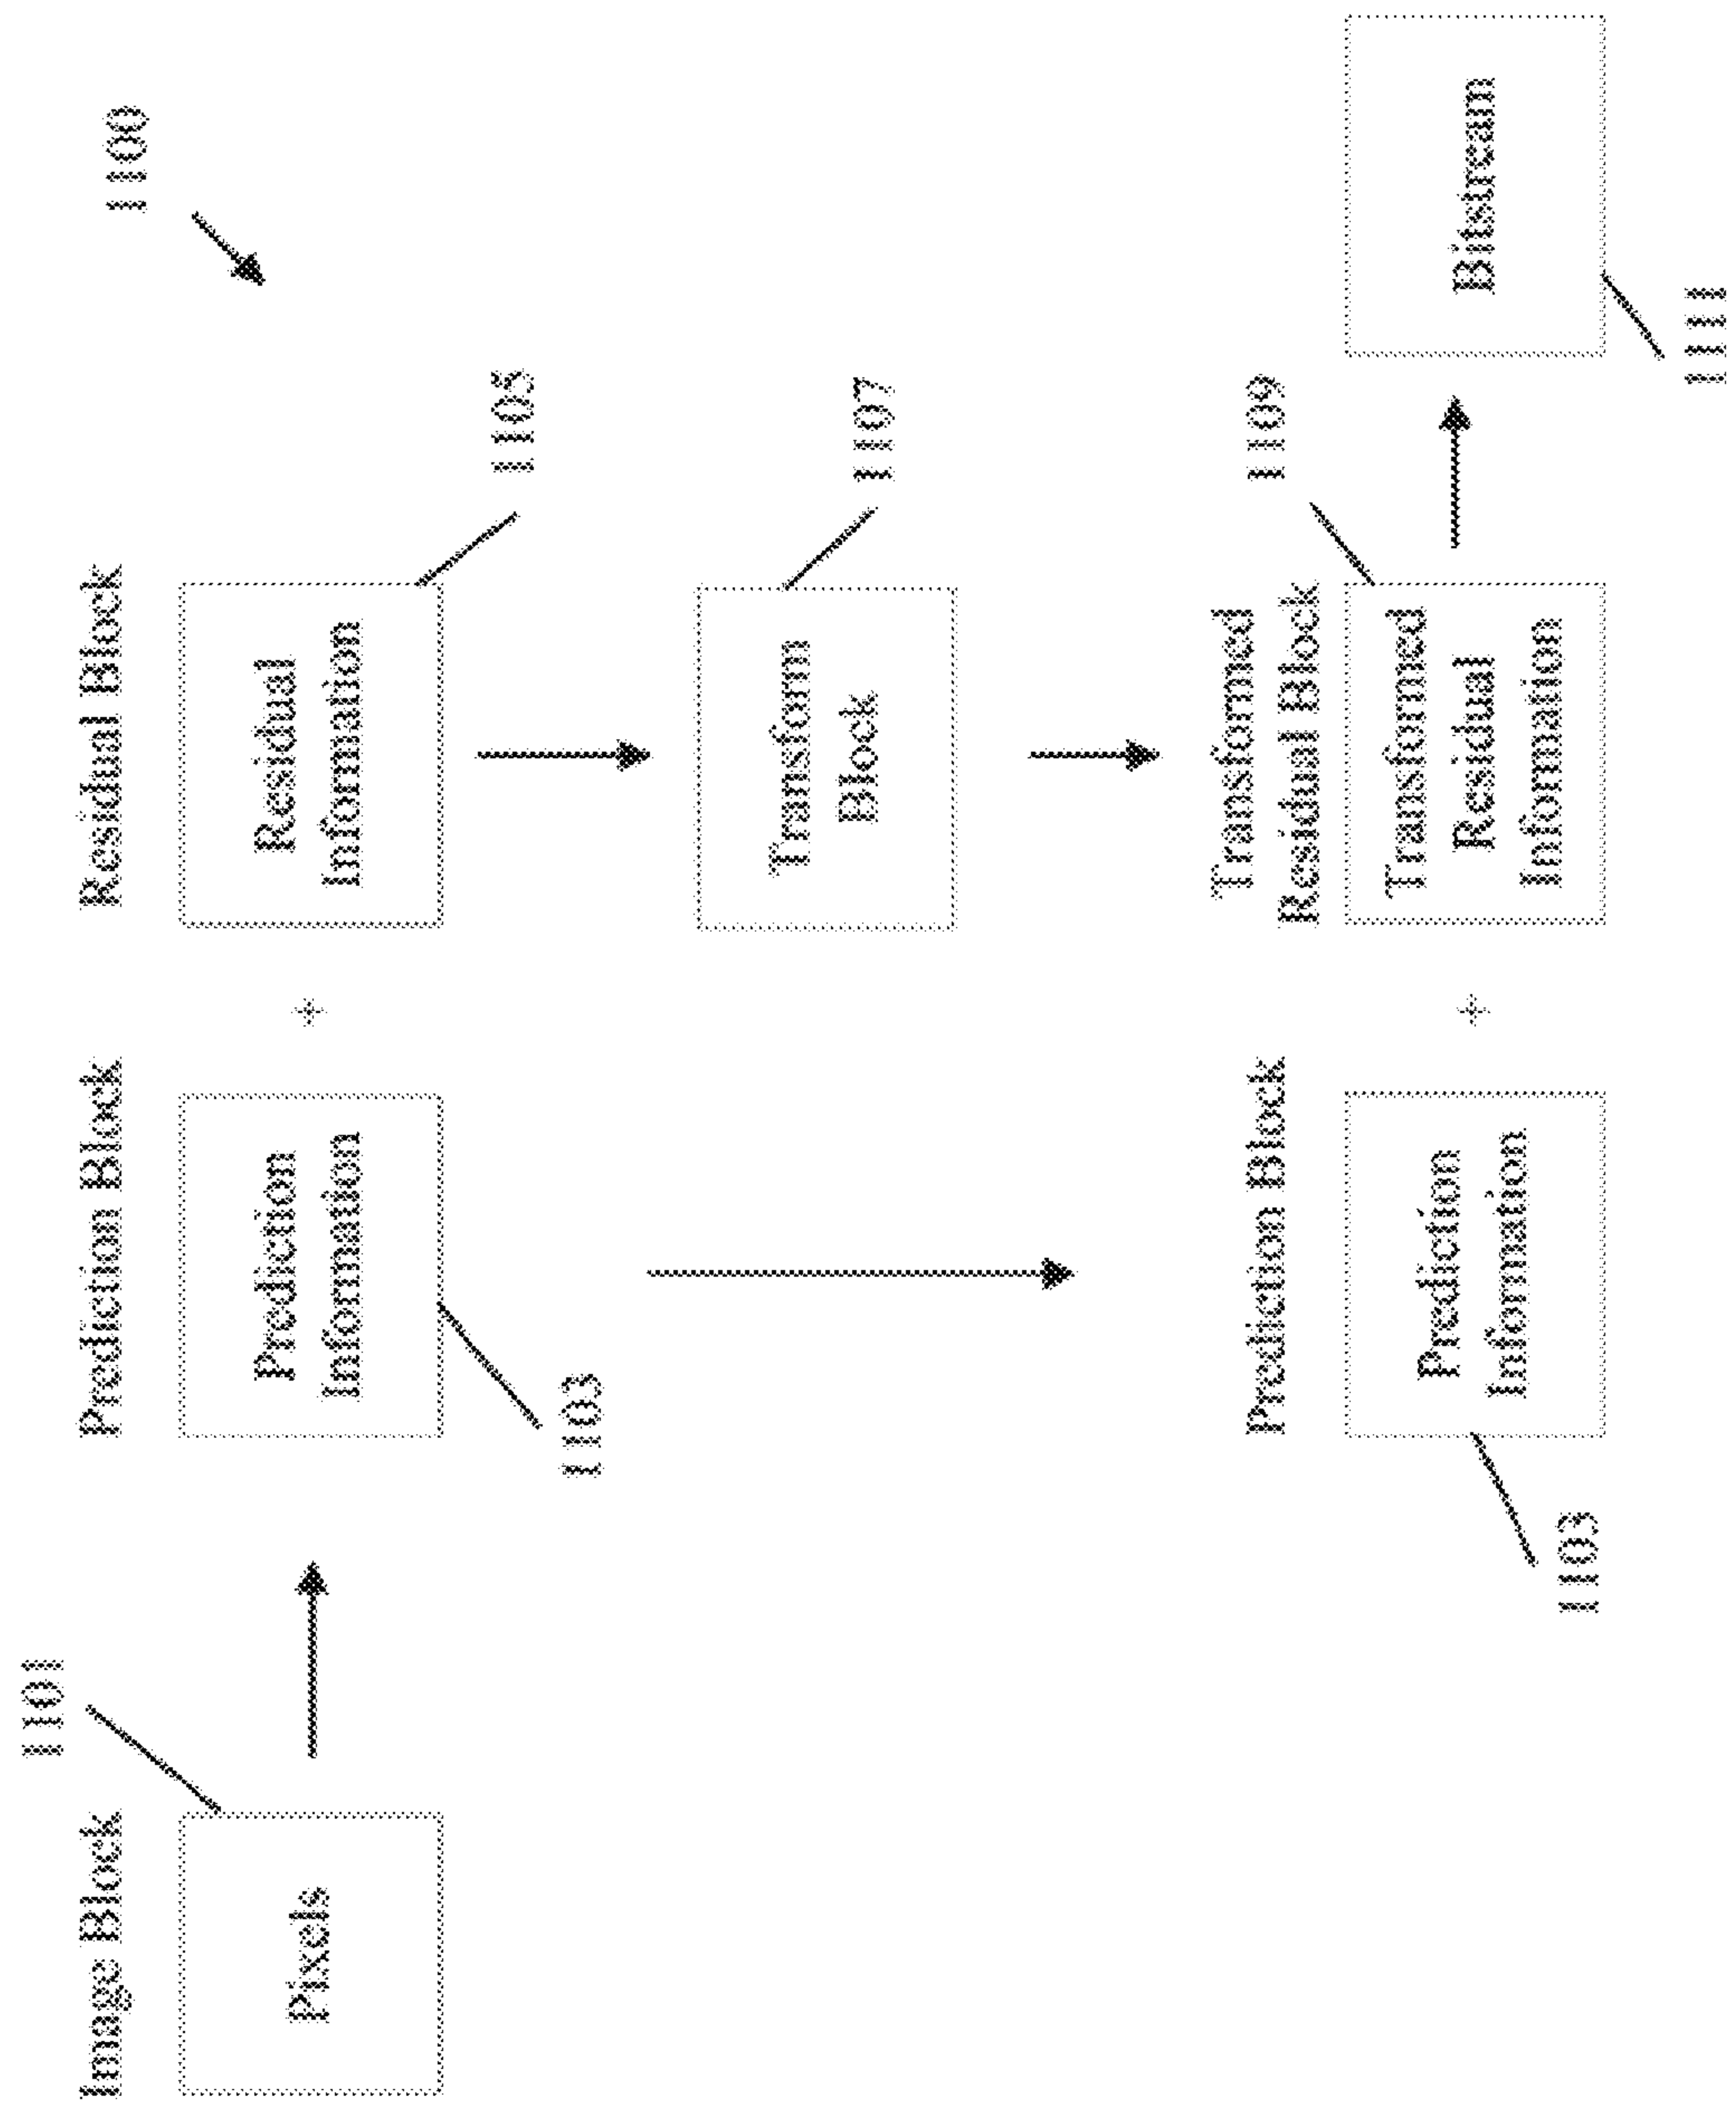 1100
1101
Image Block
Pixels
Prediction Block
Prediction
Information
1103
+
Residual Block
Residual
Information
1105
Transform
Block
1107
Prediction Block
Prediction
Information
1103
+
Transformed
Residual Block
Transformed
Residual
Information
1109
Bitstream
1111